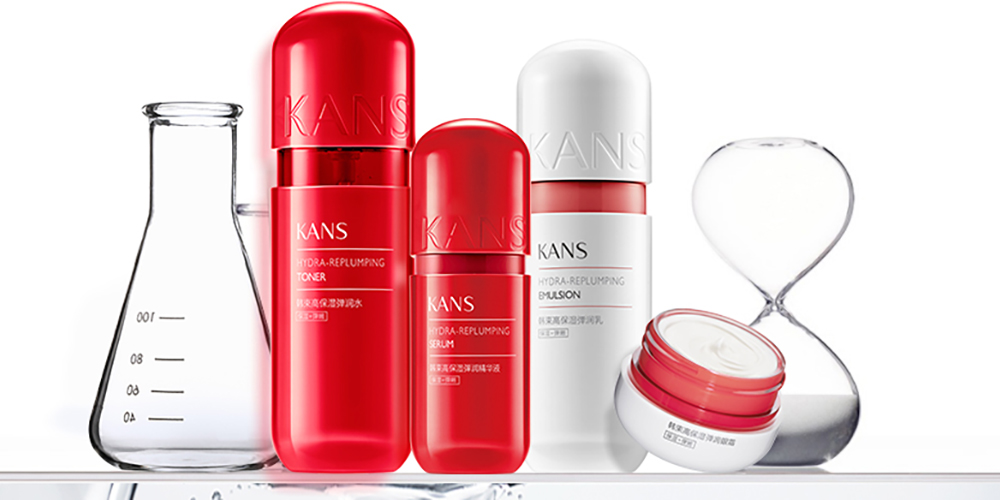 100
80
60
40
KANS
KANS
HYDRA-REPLUMPING
TONER
韩束高保湿弹润水
KANS
KANS
HYDRA-REPLUMPING
SERUM
韩束高保湿弹润精华液
KANS
KANS
HYDRA-REPLUMPING
EMULSION
韩束高保湿弹润乳
韩束高保湿弹润眼霜